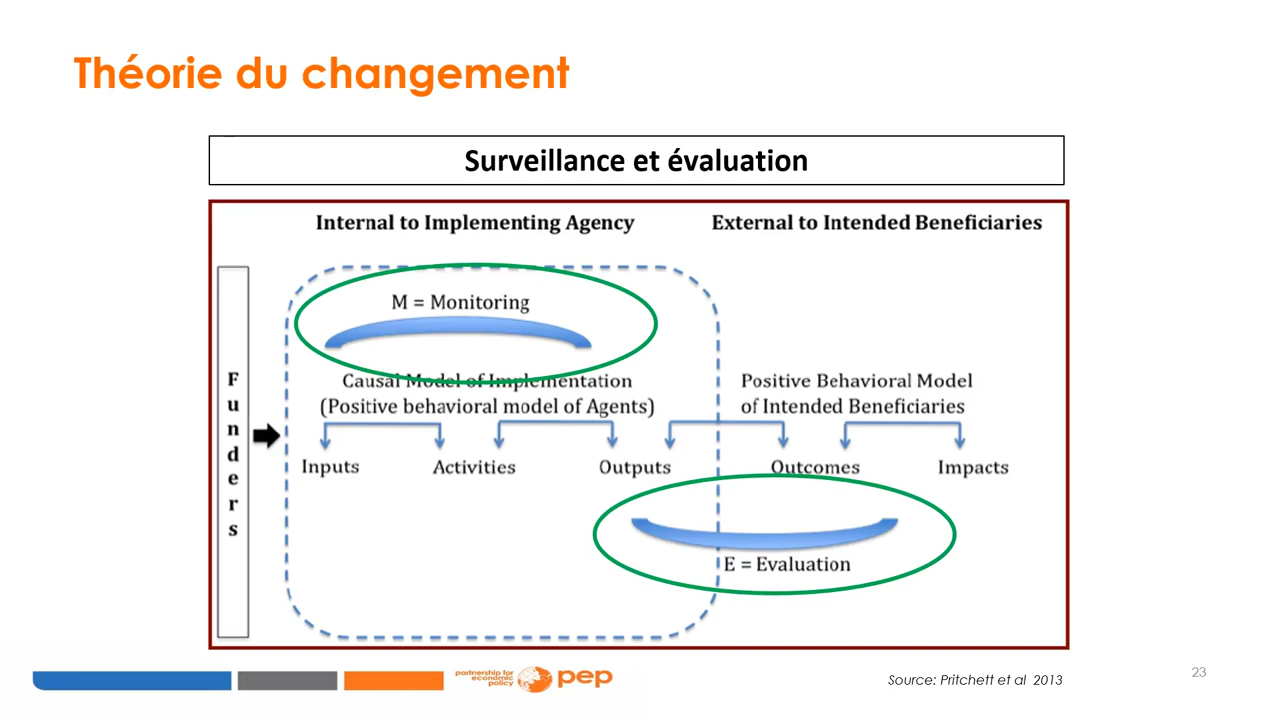 Théorie du changement
Surveillance et évaluation
Internal to Implementing Agency
External to Intended Beneficiaries
M = Monitoring
Funders
Causal Model of Implementation
(Positive behavioral model of Agents)
Positive Behavioral Model
of Intended Beneficiaries
Inputs
Activities
Outputs
Outcomes
Impacts
E = Evaluation
partnership for
economic
policy
pep
Source: Pritchett et al 2013
23